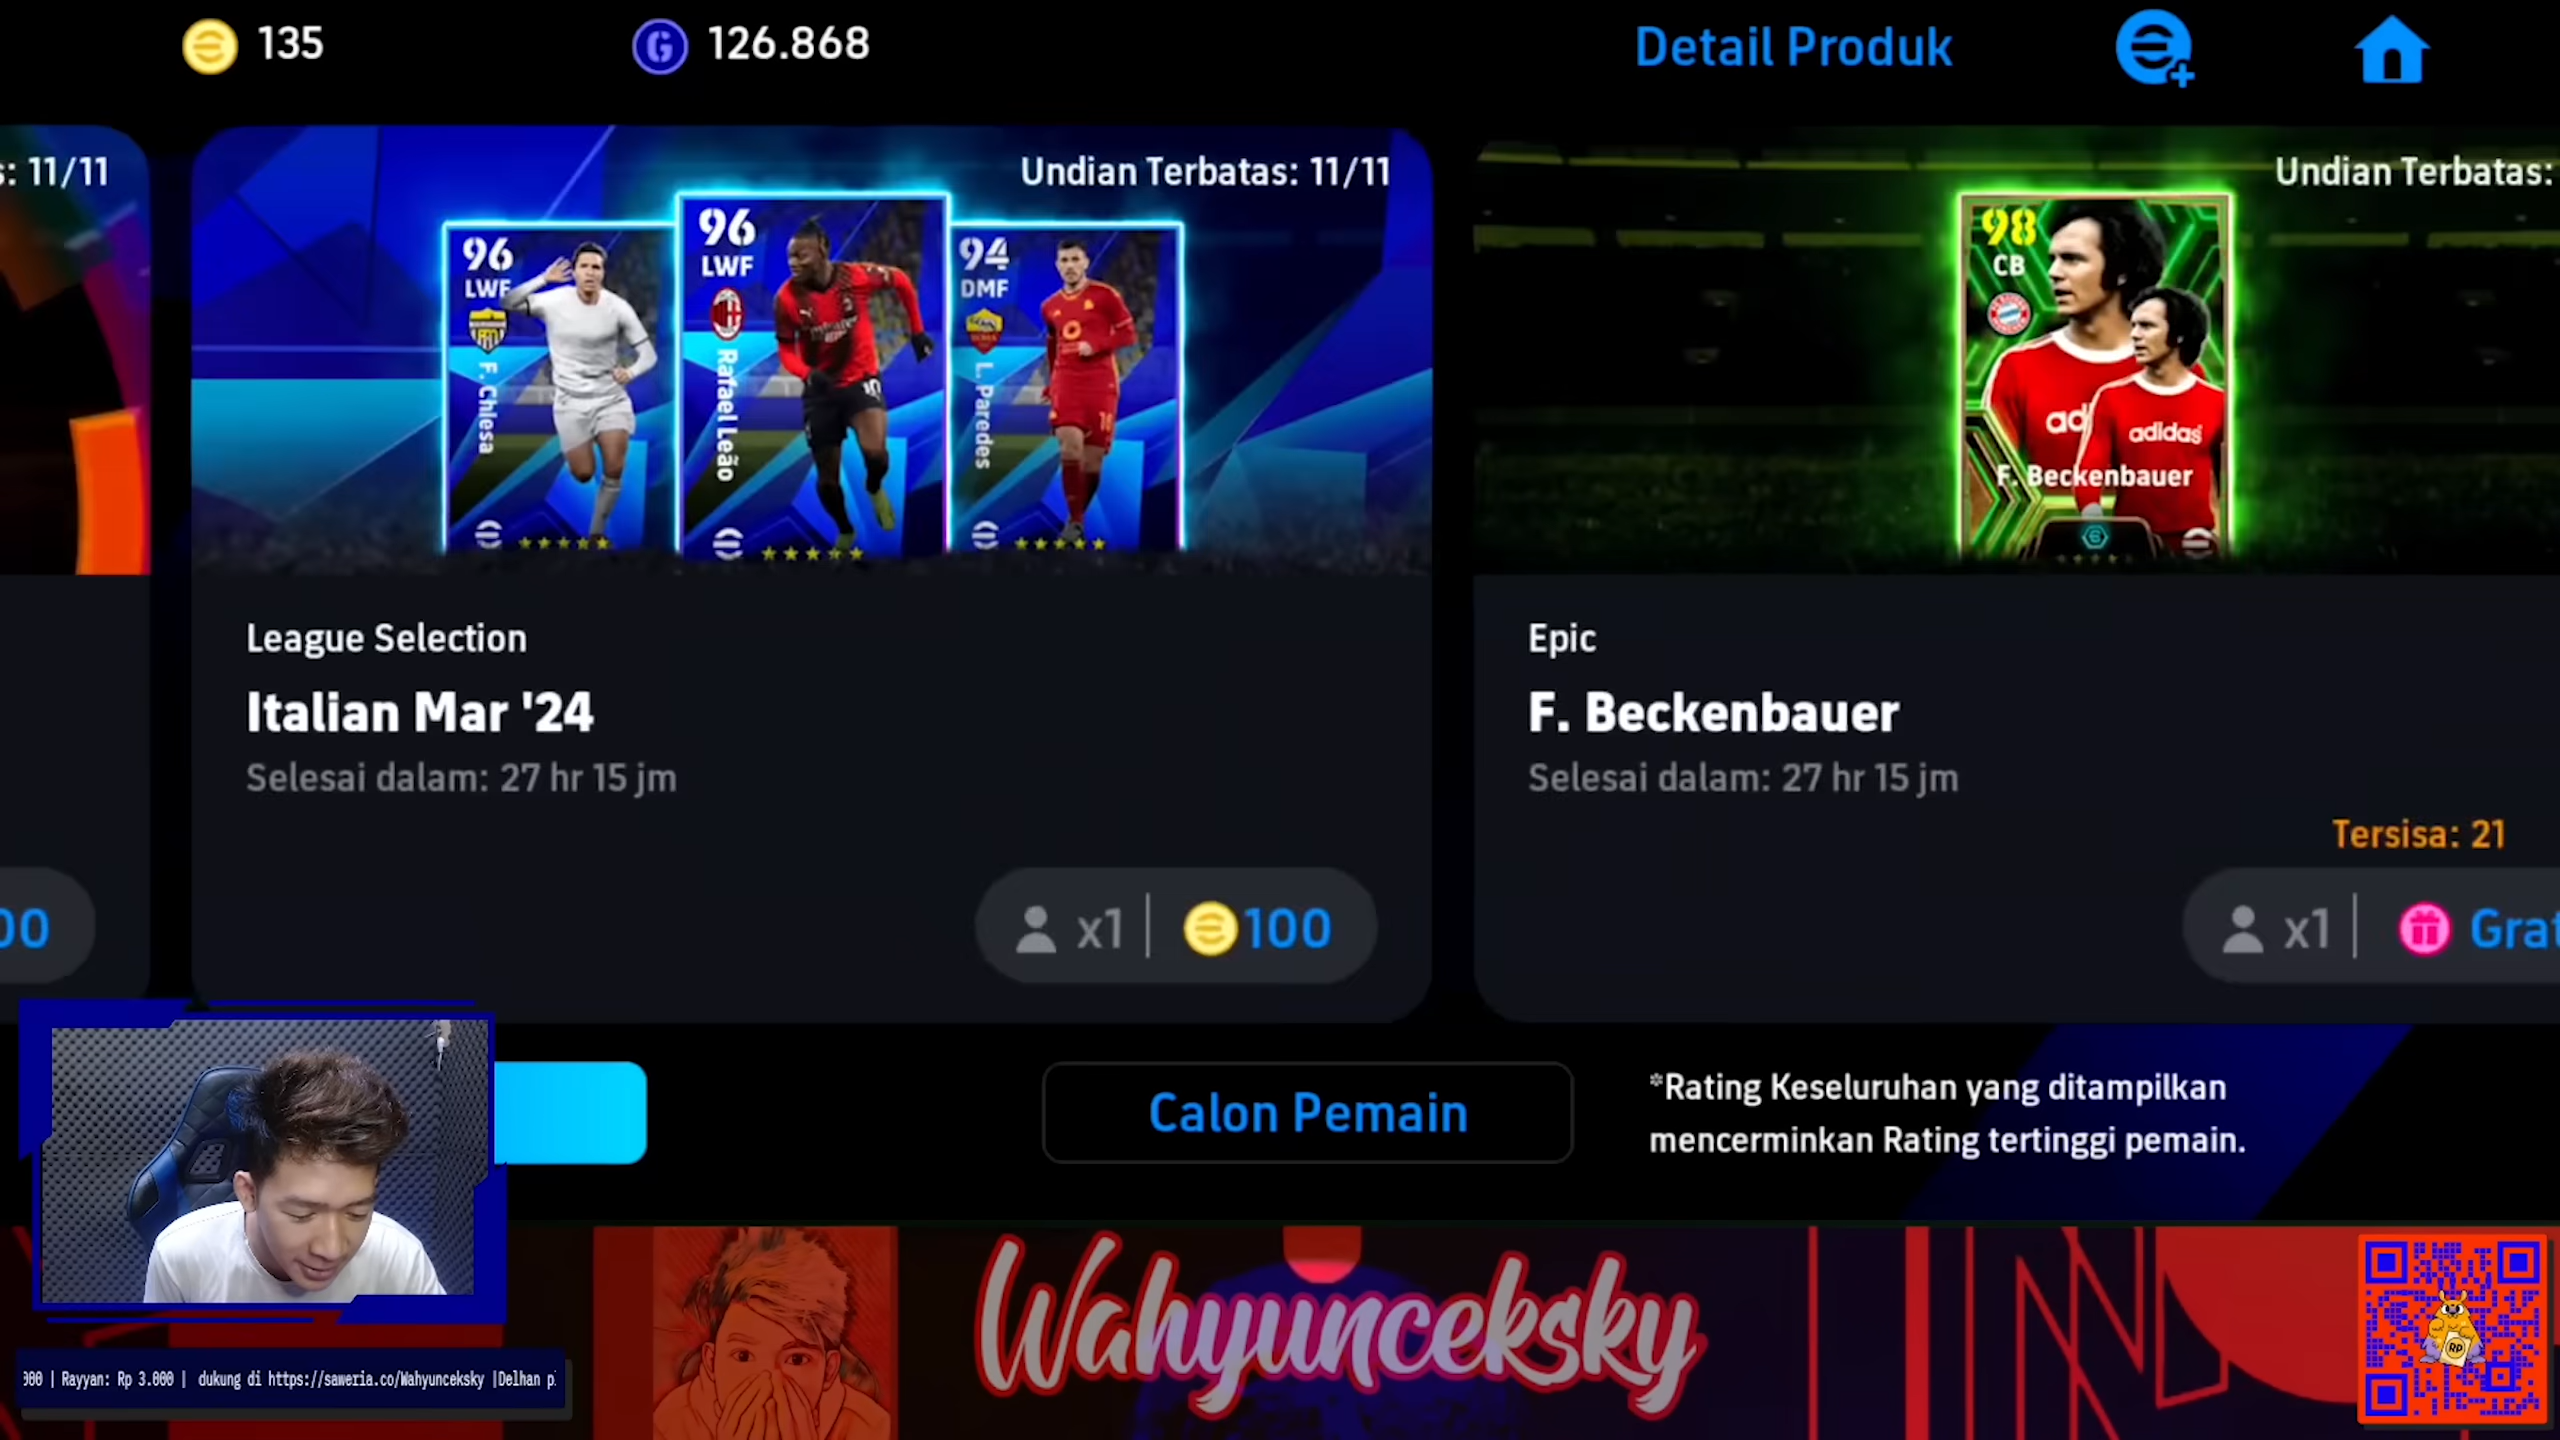 135
126.868
Detail Produk
s: 11/11
Undian Terbatas: 11/11
Undian Terbatas:
96
LWF
F. Chiesa
96
LWF
Rafael Leão
94
DMF
L. Paredes
98
CB
adidas
F. Beckenbauer
League Selection
Italian Mar '24
Selesai dalam: 27 hr 15 jm
x1
100
Epic
F. Beckenbauer
Selesai dalam: 27 hr 15 jm
Tersisa: 21
x1
Grat
00
Calon Pemain
*Rating Keseluruhan yang ditampilkan
mencerminkan Rating tertinggi pemain.
Wahyunceksky
000 | Rayyan: Rp 3.000 | dukung di https://saweria.co/Wahyunceksky |Delhan p
RP